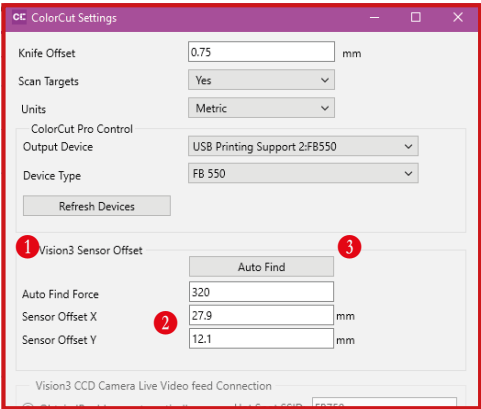 CC ColorCut Settings
Knife Offset 0.75 mm
Scan Targets Yes
Units Metric
ColorCut Pro Control
Output Device USB Printing Support 2:FB550
Device Type FB 550
Refresh Devices
1 Vision3 Sensor Offset 3
Auto Find
Auto Find Force 320
Sensor Offset X 27.9 mm
2
Sensor Offset Y 12.1 mm
Vision3 CCD Camera Live Video feed Connection